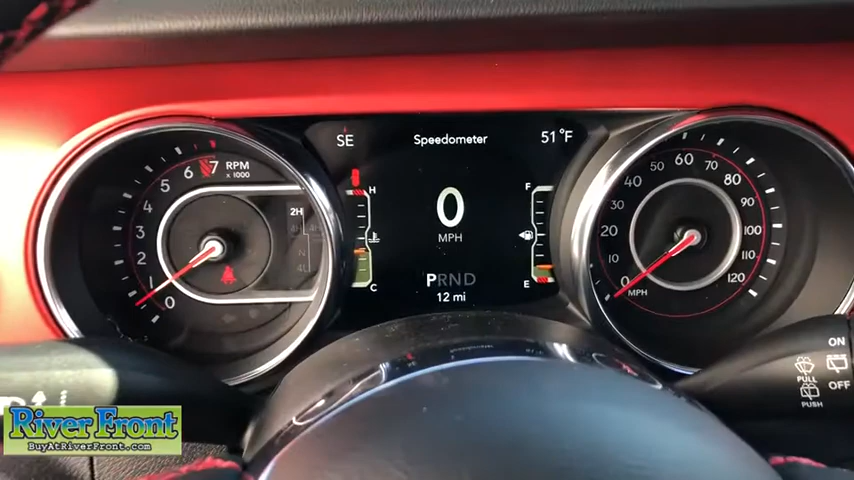 SE
Speedometer
51°F
RPM
x 1000
0
1
2
3
4
5
6
7
2H
4H
N
4L
H
C
0
MPH
PRND
12 mi
F
E
0
10
20
30
40
50
60
70
80
90
100
110
120
MPH
ON
OFF
PULL
PUSH
River Front
BuyAtRiverFront.com